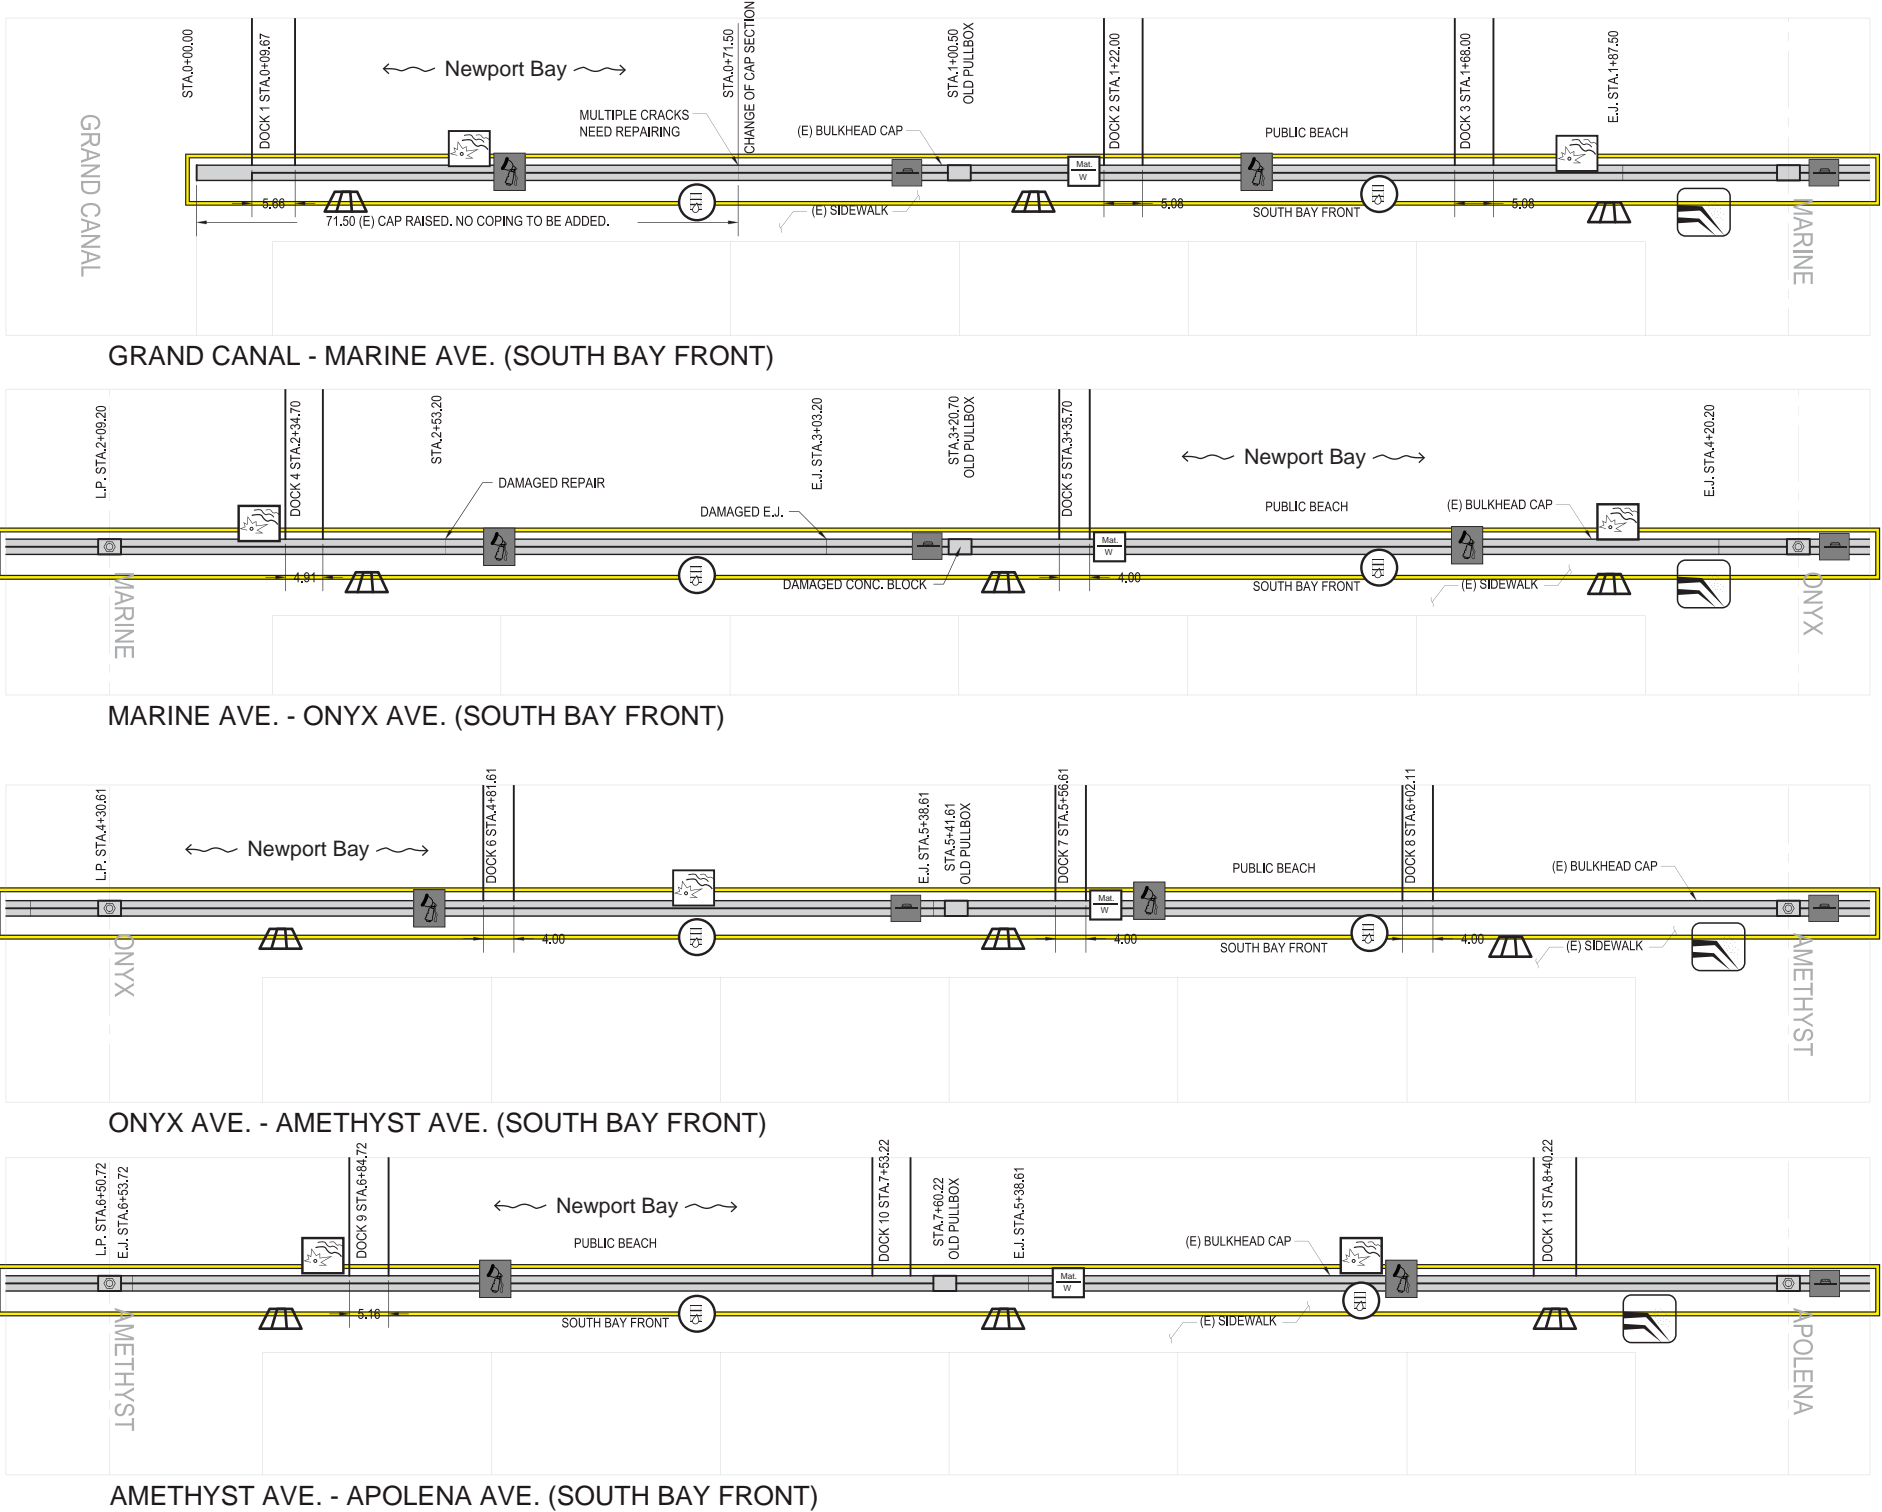 GRAND CANAL
STA.0+00.00
DOCK 1 STA.0+09.67
Newport Bay
MULTIPLE CRACKS
NEED REPAIRING
STA.0+71.50
CHANGE OF CAP SECTION
(E) BULKHEAD CAP
STA.1+00.50
OLD PULLBOX
DOCK 2 STA.1+22.00
PUBLIC BEACH
DOCK 3 STA.1+68.00
E.J. STA.1+87.50
Mat.
W
5.66
71.50 (E) CAP RAISED. NO COPING TO BE ADDED.
(E) SIDEWALK
5.08
SOUTH BAY FRONT
5.08
MARINE
GRAND CANAL - MARINE AVE. (SOUTH BAY FRONT)
L.P. STA.2+09.20
DOCK 4 STA.2+34.70
STA.2+53.20
DAMAGED REPAIR
DAMAGED E.J.
E.J. STA.3+03.20
STA.3+20.70
OLD PULLBOX
DOCK 5 STA.3+35.70
Newport Bay
PUBLIC BEACH
(E) BULKHEAD CAP
E.J. STA.4+20.20
Mat.
W
MARINE
4.91
DAMAGED CONC. BLOCK
4.00
SOUTH BAY FRONT
(E) SIDEWALK
ONYX
MARINE AVE. - ONYX AVE. (SOUTH BAY FRONT)
L.P. STA.4+30.61
Newport Bay
DOCK 6 STA.4+81.61
E.J. STA.5+38.61
STA.5+41.61
OLD PULLBOX
DOCK 7 STA.5+56.61
PUBLIC BEACH
DOCK 8 STA.6+02.11
(E) BULKHEAD CAP
Mat.
W
ONYX
4.00
4.00
SOUTH BAY FRONT
4.00
(E) SIDEWALK
AMETHYST
ONYX AVE. - AMETHYST AVE. (SOUTH BAY FRONT)
L.P. STA.6+50.72
E.J. STA.6+53.72
DOCK 9 STA.6+84.72
Newport Bay
PUBLIC BEACH
DOCK 10 STA.7+53.22
STA.7+60.22
OLD PULLBOX
E.J. STA.5+38.61
(E) BULKHEAD CAP
DOCK 11 STA.8+40.22
Mat.
W
AMETHYST
5.16
SOUTH BAY FRONT
(E) SIDEWALK
APOLENA
AMETHYST AVE. - APOLENA AVE. (SOUTH BAY FRONT)